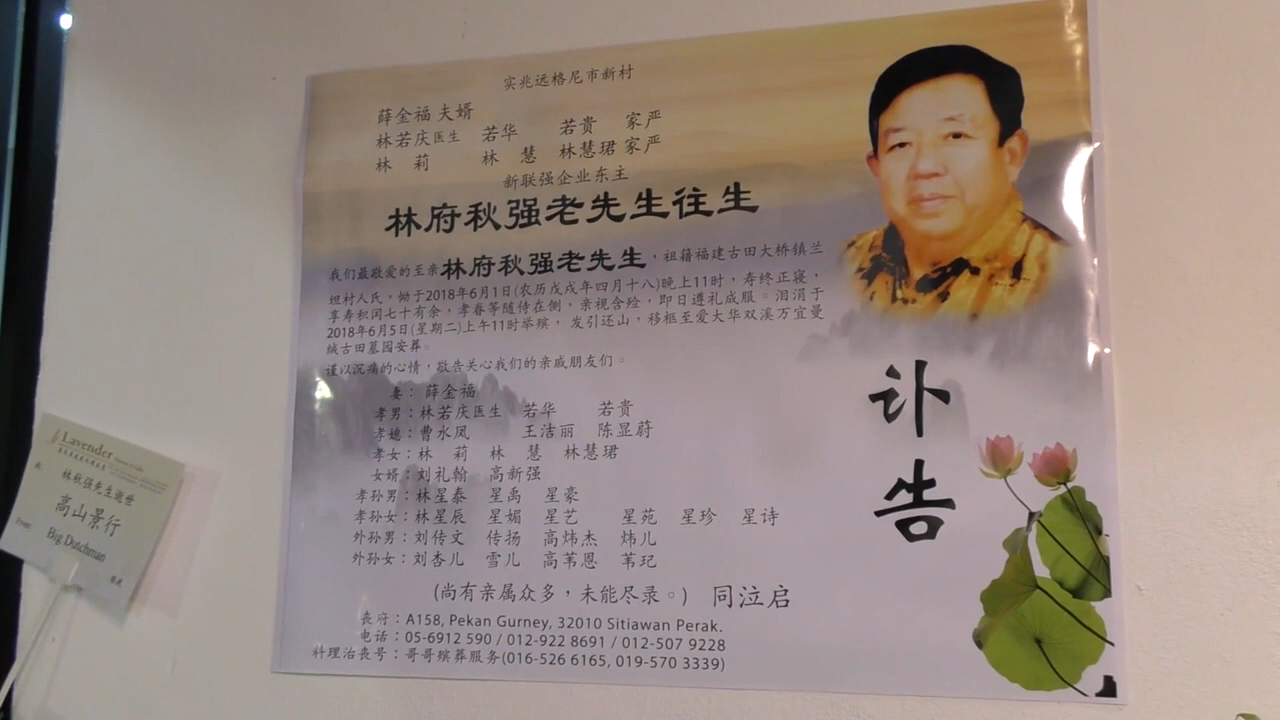 实兆远格尼市新村
薛金福夫婿
林若庆医生 若华 若贵 家严
林 莉 林 慧 林慧珺 家严
新联强企业东主
林府秋强老先生往生
我们最敬爱的至亲林府秋强老先生，祖籍福建古田大桥镇兰
坦村人氏，恸于2018年6月1日(农历戊戌年四月十八)晚上11时，寿终正寝，
享寿积闰七十有余，孝眷等随侍在侧，亲视含殓，即日遵礼成服。泪涓于
2018年6月5日(星期二)上午11时举殡，发引还山，移柩至爱大华双溪万宜曼
绒古田墓园安葬。
谨以沉痛的心情，敬告关心我们的亲戚朋友们。
妻：薛金福
孝男：林若庆医生 若华 若贵
孝媳：曹水凤 王洁丽 陈显蔚
孝女：林 莉 林 慧 林慧珺
女婿：刘礼翰 高新强
孝孙男：林星泰 星禹 星豪
孝孙女：林星辰 星媚 星艺 星苑 星珍 星诗
外孙男：刘传文 传扬 高炜杰 炜儿
外孙女：刘杏儿 雪儿 高苇恩 苇玘
(尚有亲属众多，未能尽录。) 同泣启
丧府：A158, Pekan Gurney, 32010 Sitiawan Perak.
电话：05-6912 590 / 012-922 8691 / 012-507 9228
料理治丧号：哥哥殡葬服务(016-526 6165, 019-570 3339)
讣
告
Lavender
林秋强先生逝世
高山景行
From:
Big Dutchman
敬挽